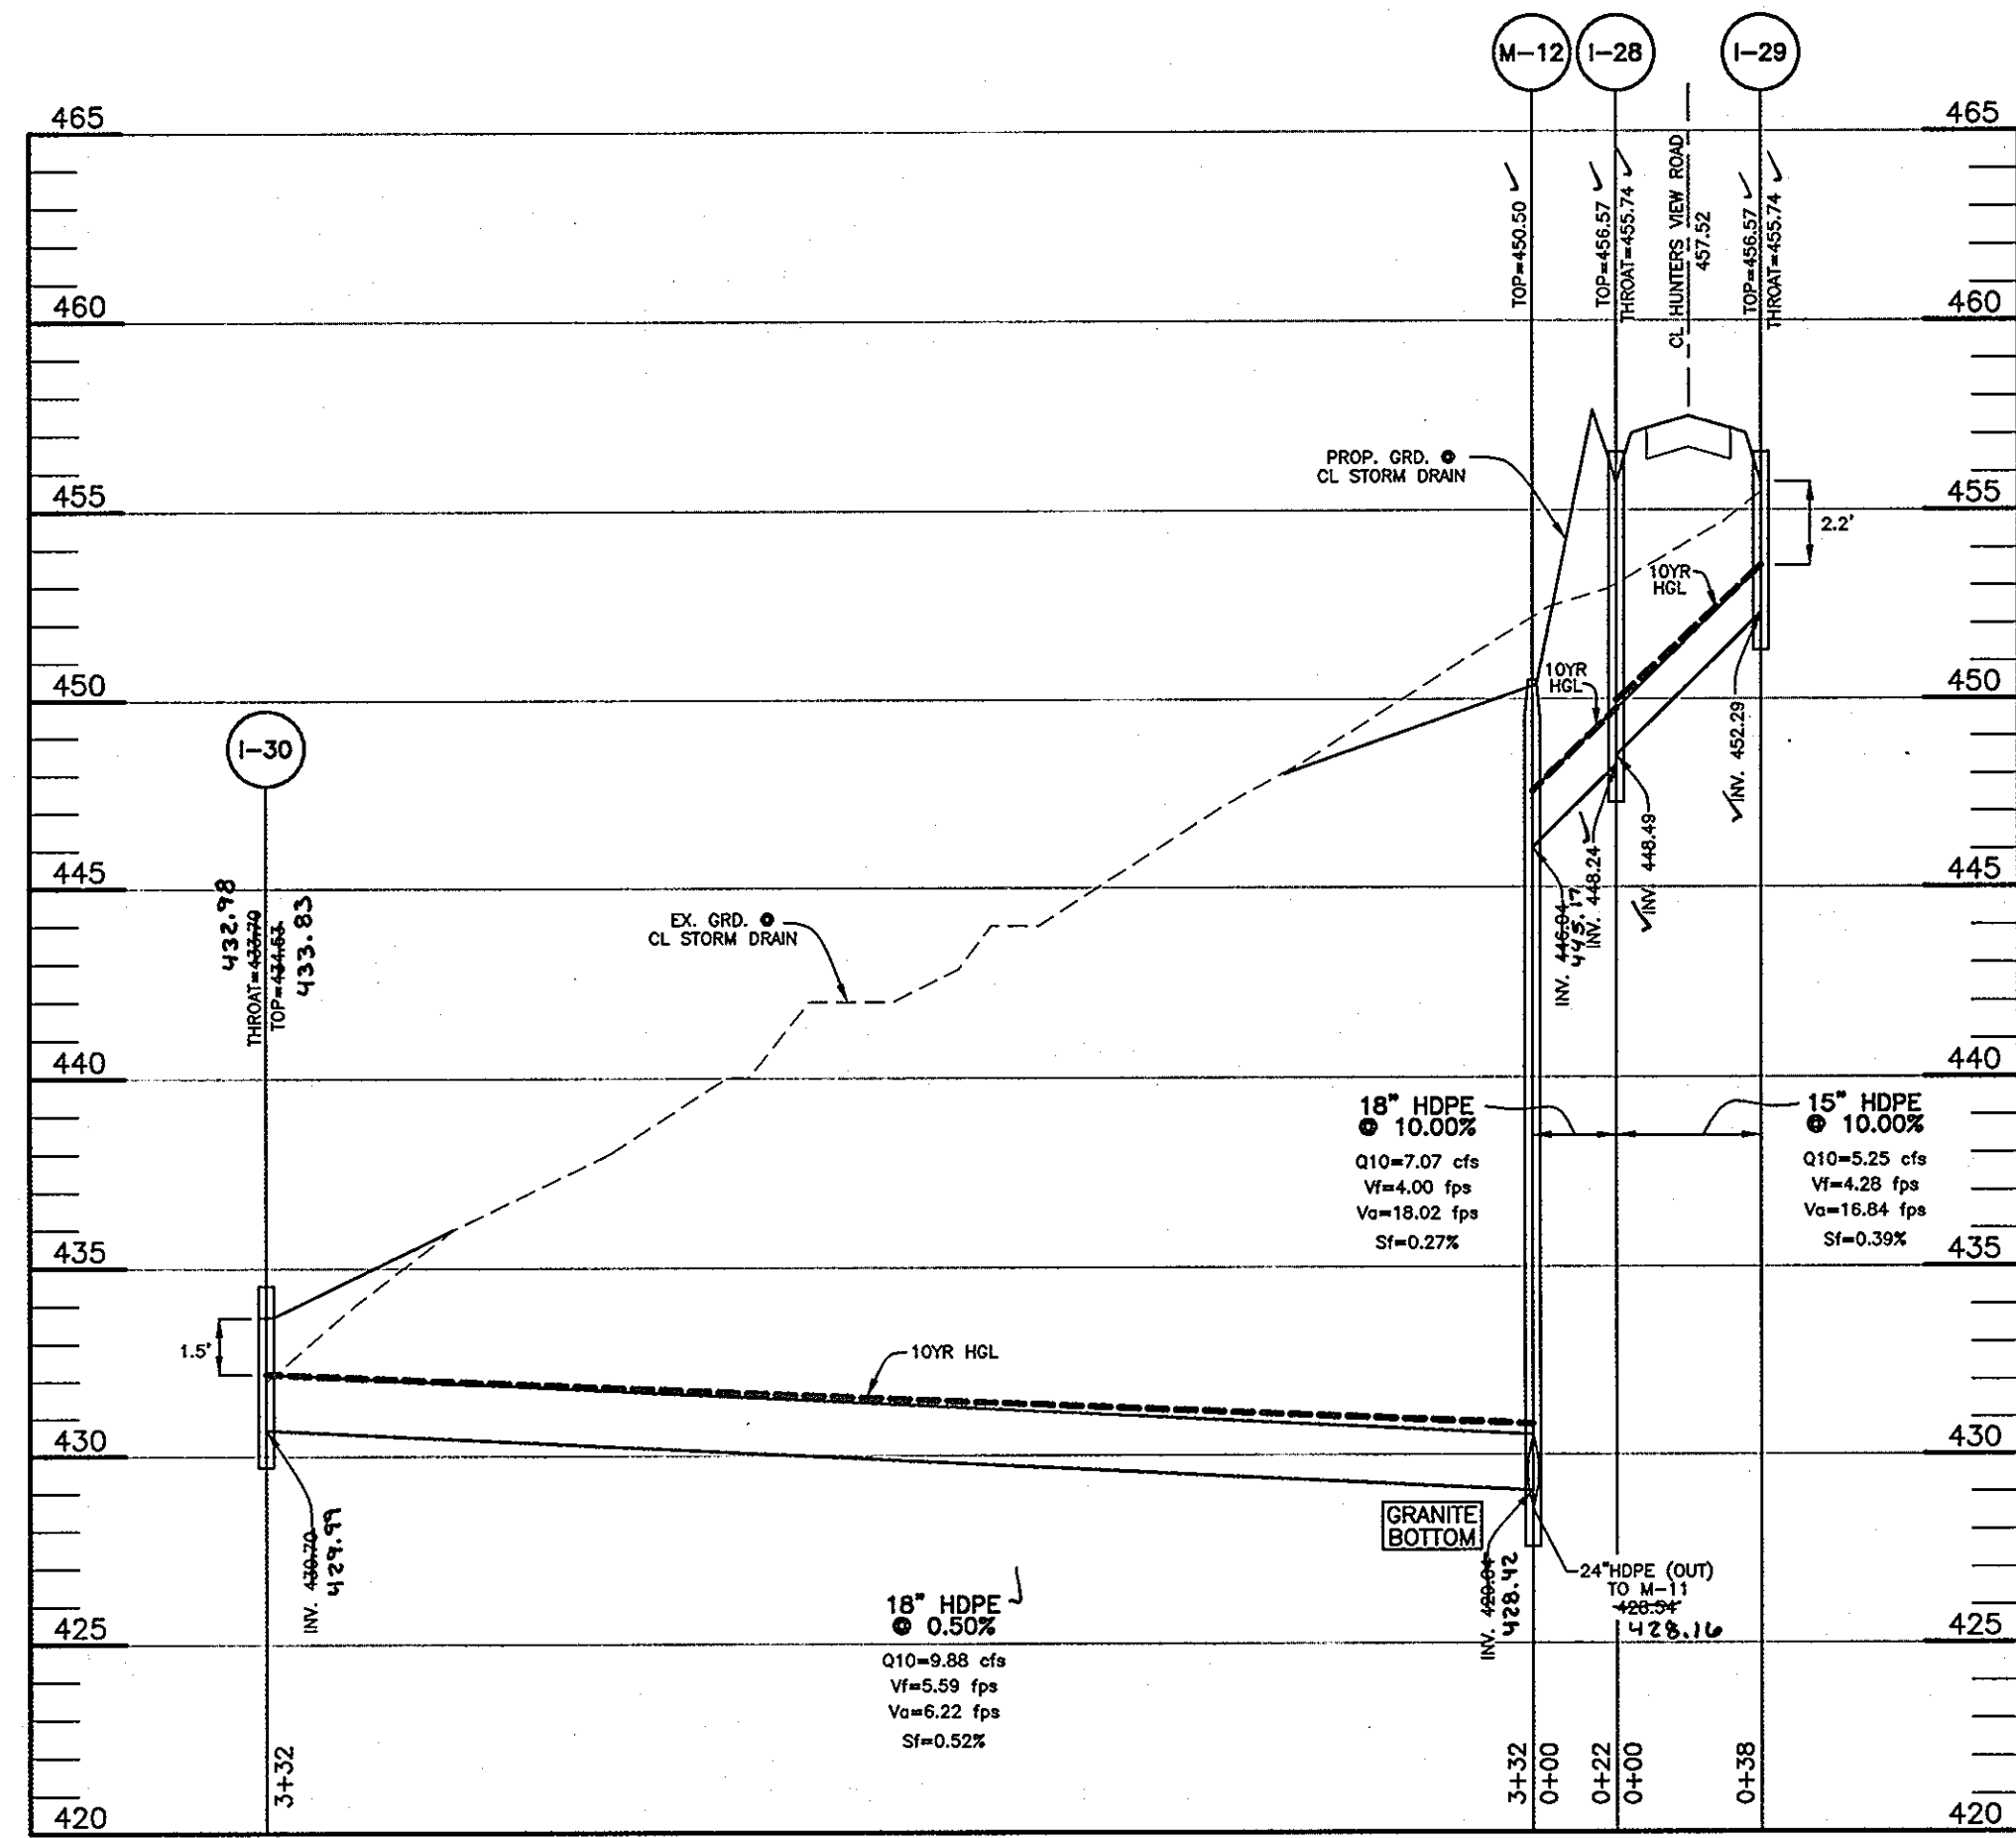 M-12
I-28
I-29
465
465
TOP=450.50 ✓
TOP=456.57 ✓
THROAT=455.74 ✓
CL HUNTERS VIEW ROAD
457.52
TOP=456.57 ✓
THROAT=455.74 ✓
460
460
PROP. GRD. @
CL STORM DRAIN
455
455
2.2'
10YR
HGL
10YR
HGL
450
450
I-30
INV. 452.29
INV. 448.49
INV. 448.24
INV. 446.04
445.17
445
445
432.98
THROAT=433.70
TOP=434.53
433.83
EX. GRD. @
CL STORM DRAIN
440
440
18" HDPE
@ 10.00%
Q10=7.07 cfs
Vf=4.00 fps
Va=18.02 fps
Sf=0.27%
15" HDPE
@ 10.00%
Q10=5.25 cfs
Vf=4.28 fps
Va=16.84 fps
Sf=0.39%
435
435
1.5'
10YR HGL
430
430
GRANITE
BOTTOM
INV. 430.70
429.99
INV. 429.04
428.42
24"HDPE (OUT)
TO M-11
428.54
428.16
18" HDPE ✓
@ 0.50%
Q10=9.88 cfs
Vf=5.59 fps
Va=6.22 fps
Sf=0.52%
425
425
3+32
3+32
0+00
0+22
0+00
0+38
420
420